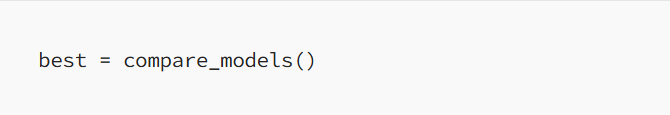 best = compare_models()